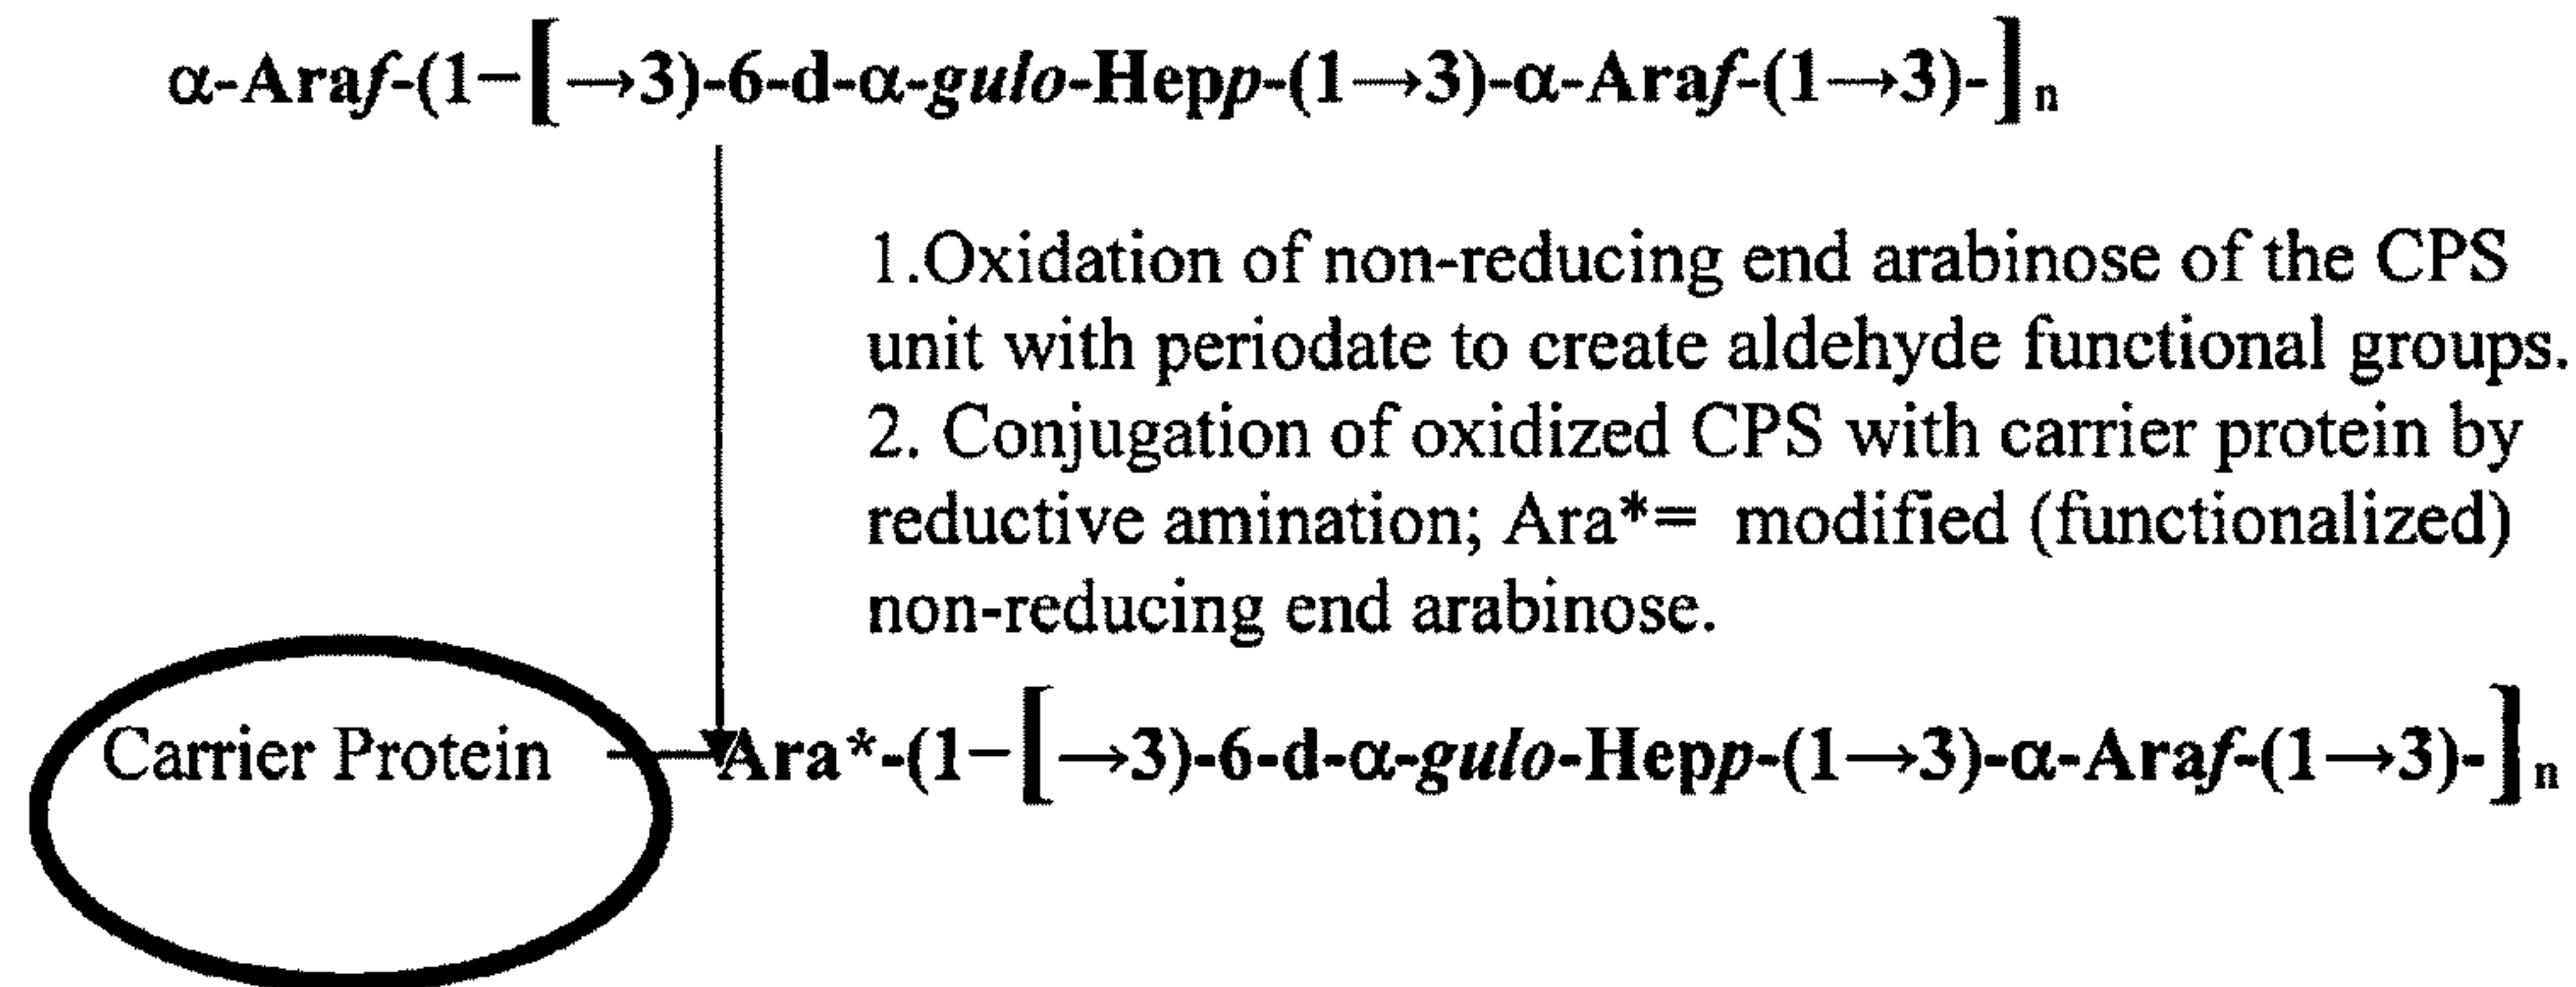 α-Araf-(1–[→3)-6-d-α-gulo-Hepp-(1→3)-α-Araf-(1→3)-]n
1.Oxidation of non-reducing end arabinose of the CPS
unit with periodate to create aldehyde functional groups.
2. Conjugation of oxidized CPS with carrier protein by
reductive amination; Ara*= modified (functionalized)
non-reducing end arabinose.
Carrier Protein
Ara*-(1–[→3)-6-d-α-gulo-Hepp-(1→3)-α-Araf-(1→3)-]n